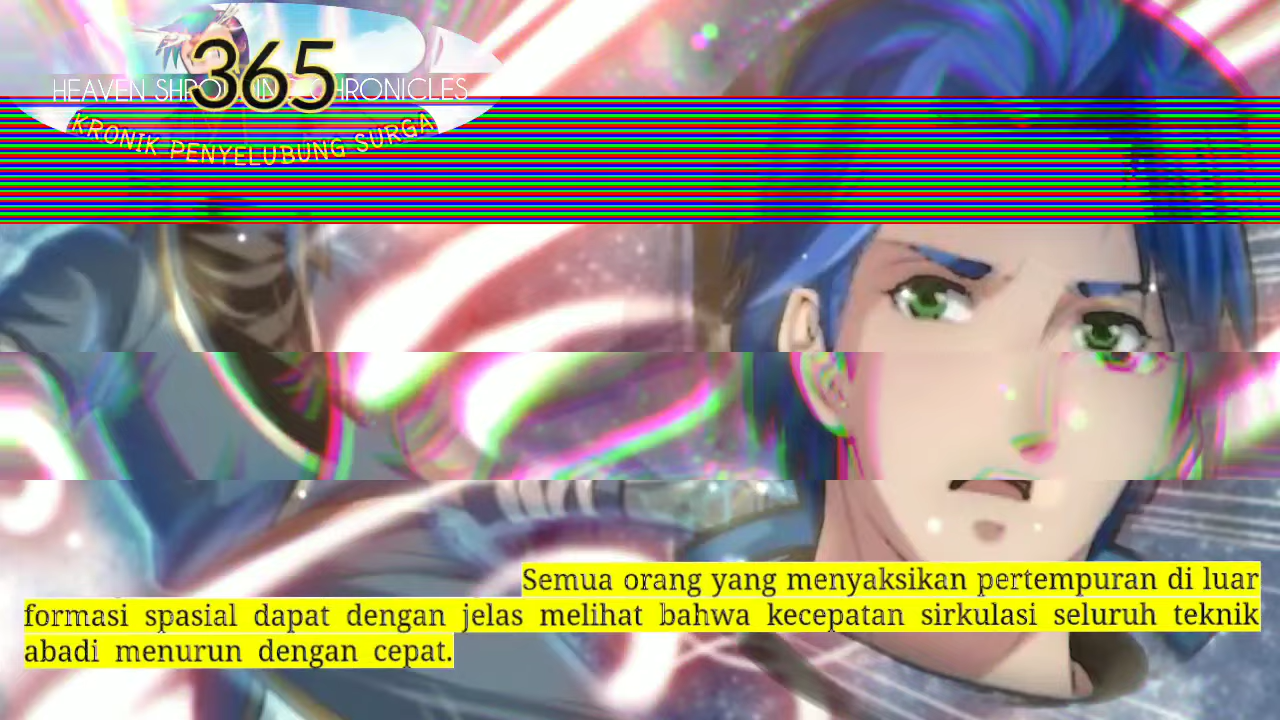 365
HEAVEN SHROUDING CHRONICLES
KRONIK PENYELUBUNG SURGA
Semua orang yang menyaksikan pertempuran di luar
formasi spasial dapat dengan jelas melihat bahwa kecepatan sirkulasi seluruh teknik
abadi menurun dengan cepat.